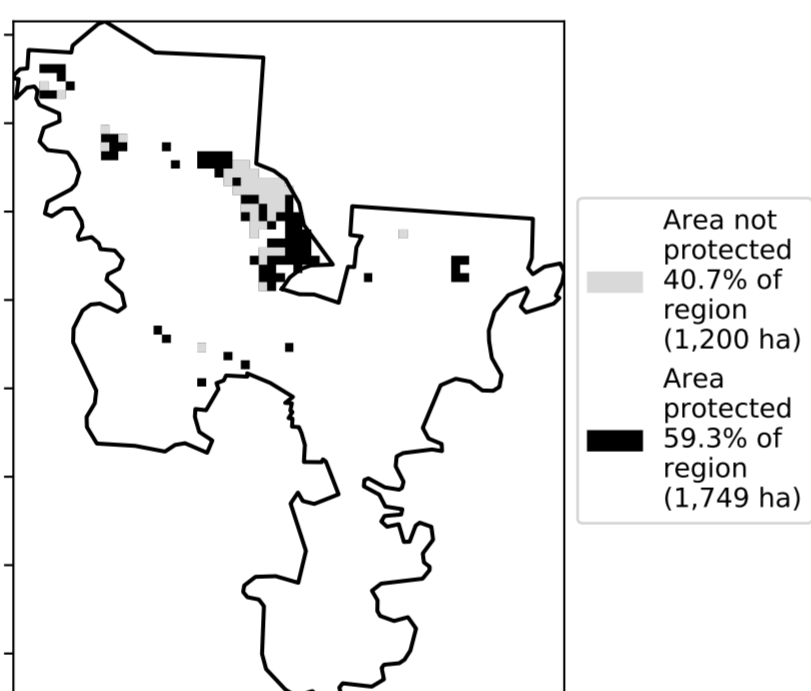 Area not
protected
40.7% of
region
(1,200 ha)
Area
protected
59.3% of
region
(1,749 ha)